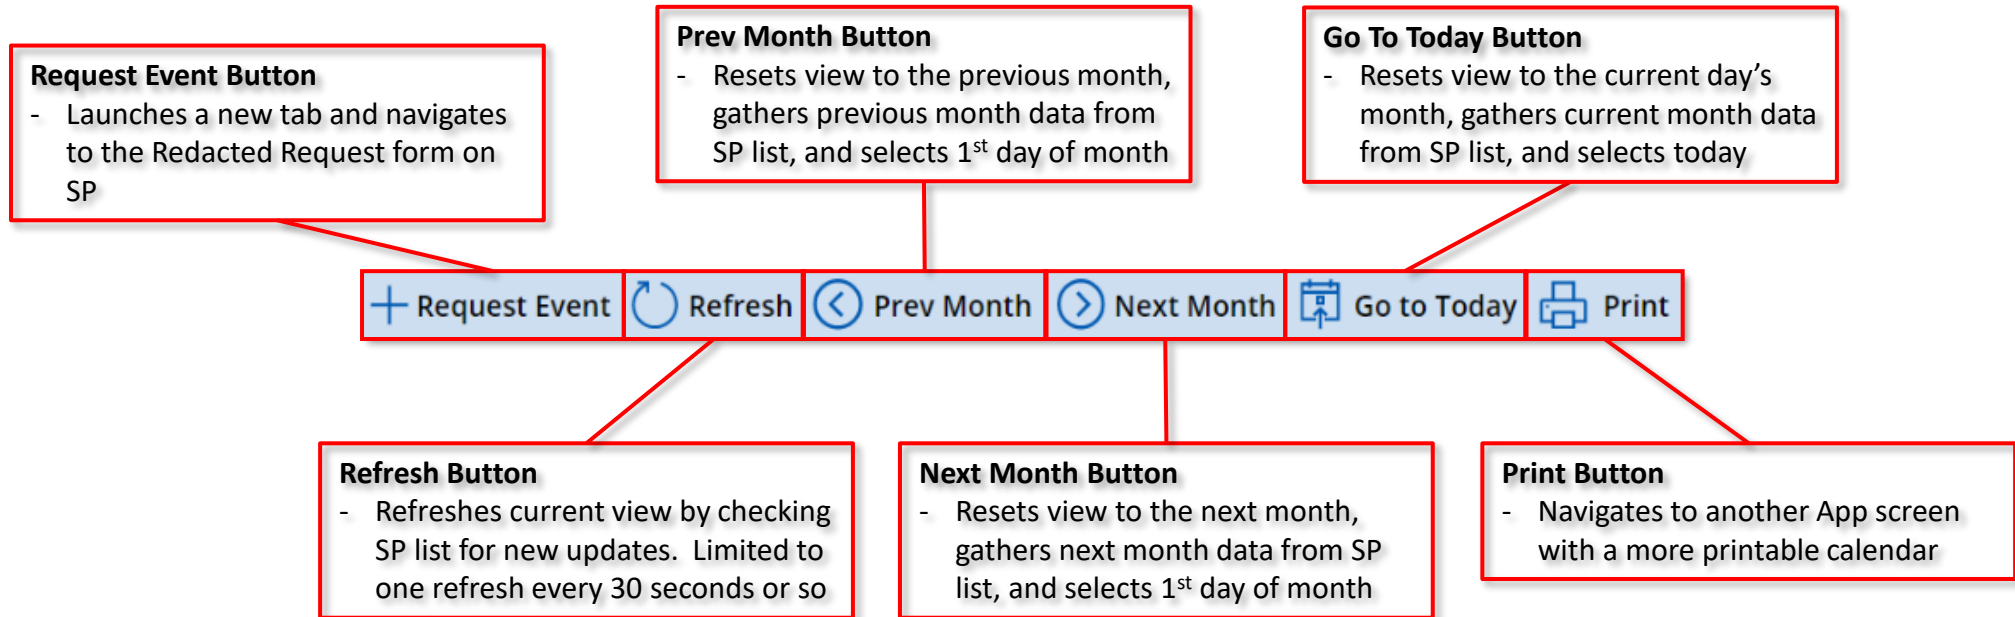 Request Event Button
- Launches a new tab and navigates
to the Redacted Request form on
SP
Prev Month Button
- Resets view to the previous month,
gathers previous month data from
SP list, and selects 1st day of month
Go To Today Button
- Resets view to the current day’s
month, gathers current month data
from SP list, and selects today
Request Event Refresh Prev Month Next Month Go to Today Print
Refresh Button
- Refreshes current view by checking
SP list for new updates.  Limited to
one refresh every 30 seconds or so
Next Month Button
- Resets view to the next month,
gathers next month data from SP
list, and selects 1st day of month
Print Button
- Navigates to another App screen
with a more printable calendar